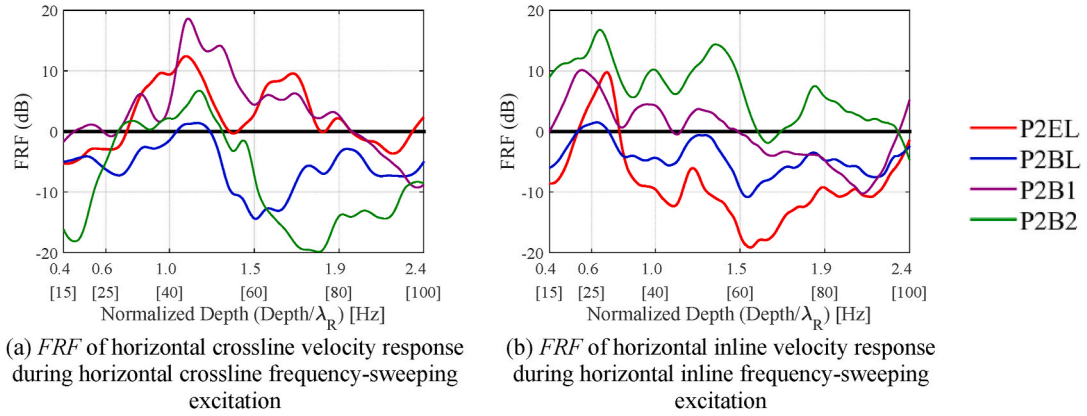 20
10
0
-10
-20
FRF (dB)
0.4 0.6 1.0 1.5 1.9 2.4
[15] [25] [40] [60] [80] [100]
Normalized Depth (Depth/λR) [Hz]
(a) FRF of horizontal crossline velocity response
during horizontal crossline frequency-sweeping
excitation
20
10
0
-10
-20
FRF (dB)
0.4 0.6 1.0 1.5 1.9 2.4
[15] [25] [40] [60] [80] [100]
Normalized Depth (Depth/λR) [Hz]
(b) FRF of horizontal inline velocity response
during horizontal inline frequency-sweeping
excitation
P2EL
P2BL
P2B1
P2B2